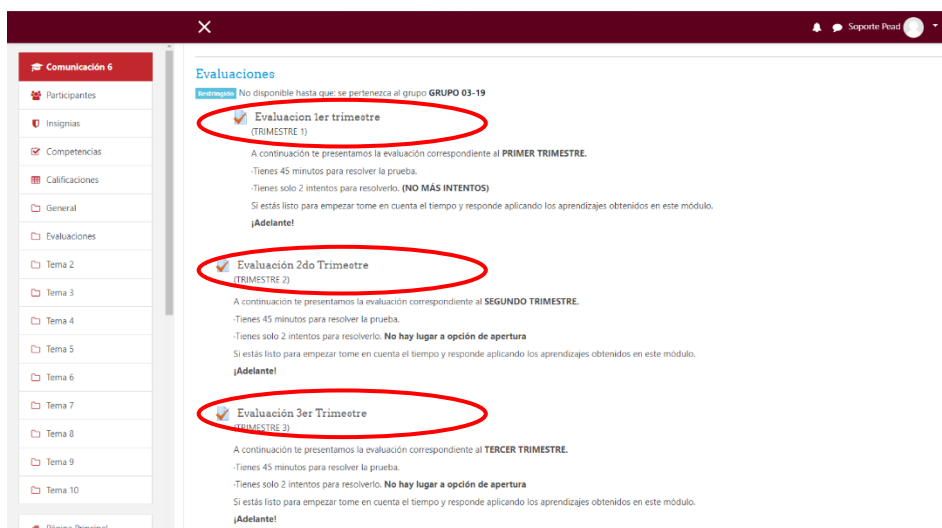 Soporte Pead
Comunicación 6
Participantes
Insignias
Competencias
Calificaciones
General
Evaluaciones
Tema 2
Tema 3
Tema 4
Tema 5
Tema 6
Tema 7
Tema 8
Tema 9
Tema 10
Página Principal
Evaluaciones
Restringido No disponible hasta que: se pertenezca al grupo GRUPO 03-19
Evaluacion 1er trimestre
(TRIMESTRE 1)
A continuación te presentamos la evaluación correspondiente al PRIMER TRIMESTRE.
-Tienes 45 minutos para resolver la prueba.
-Tienes solo 2 intentos para resolverlo. (NO MÁS INTENTOS)
Si estás listo para empezar tome en cuenta el tiempo y responde aplicando los aprendizajes obtenidos en este módulo.
¡Adelante!
Evaluación 2do Trimestre
(TRIMESTRE 2)
A continuación te presentamos la evaluación correspondiente al SEGUNDO TRIMESTRE.
-Tienes 45 minutos para resolver la prueba.
-Tienes solo 2 intentos para resolverlo. No hay lugar a opción de apertura
Si estás listo para empezar tome en cuenta el tiempo y responde aplicando los aprendizajes obtenidos en este módulo.
¡Adelante!
Evaluación 3er Trimestre
(TRIMESTRE 3)
A continuación te presentamos la evaluación correspondiente al TERCER TRIMESTRE.
-Tienes 45 minutos para resolver la prueba.
-Tienes solo 2 intentos para resolverlo. No hay lugar a opción de apertura
Si estás listo para empezar tome en cuenta el tiempo y responde aplicando los aprendizajes obtenidos en este módulo.
¡Adelante!